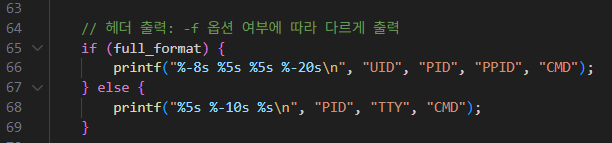 63
64 // 헤더 출력: -f 옵션 여부에 따라 다르게 출력
65 if (full_format) {
66 printf("%-8s %5s %5s %-20s\n", "UID", "PID", "PPID", "CMD");
67 } else {
68 printf("%5s %-10s %s\n", "PID", "TTY", "CMD");
69 }